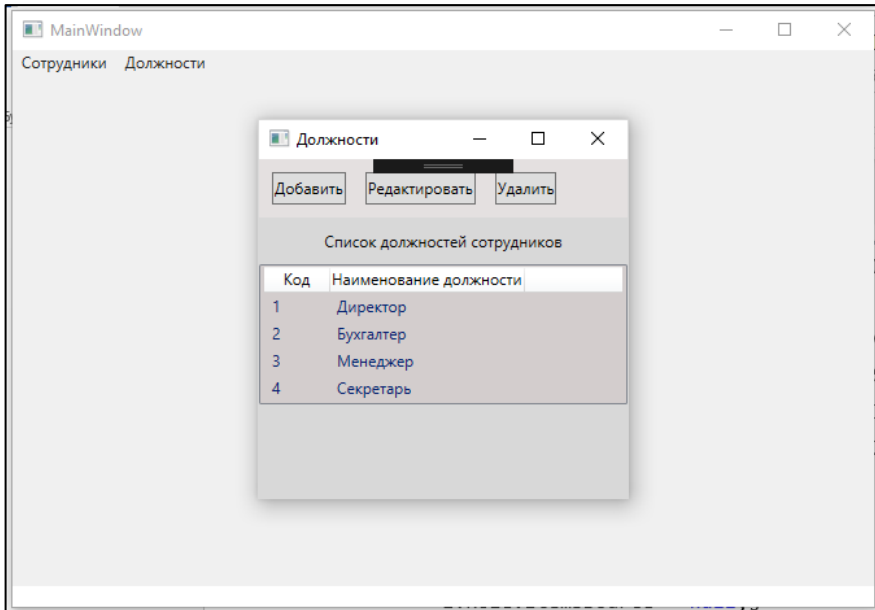 MainWindow
Сотрудники Должности
Должности
Добавить Редактировать Удалить
Список должностей сотрудников
Код Наименование должности
1 Директор
2 Бухгалтер
3 Менеджер
4 Секретарь